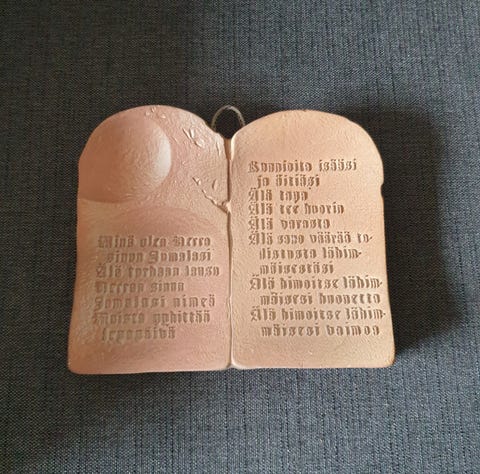 Minä olen Herra
sinun Jumalasi
Älä turhaan lausu
Herran sinun
Jumalasi nimeä
Muista pyhittää
lepopäivä
Kunnioita isääsi
ja äitiäsi
Älä tapa
Älä tee huorin
Älä varasta
Älä sano väärää to-
distusta lähim-
mäisestäsi
Älä himoitse lähim-
mäisesi huonetta
Älä himoitse lähim-
mäisesi vaimoa